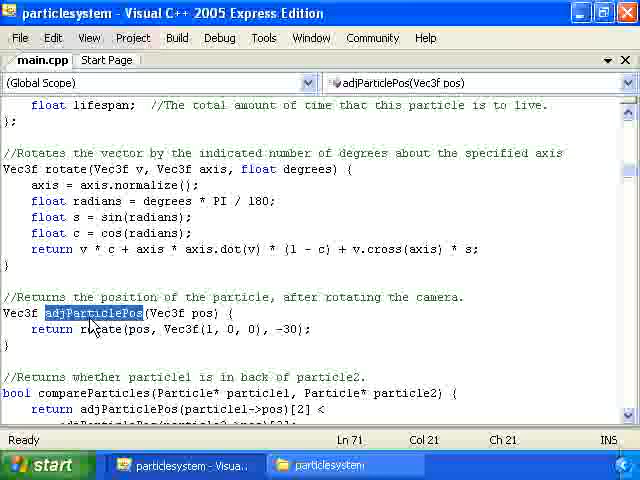 particlesystem - Visual C++ 2005 Express Edition
File Edit View Project Build Debug Tools Window Community Help
main.cpp Start Page
(Global Scope) adjParticlePos(Vec3f pos)
float lifespan; //The total amount of time that this particle is to live.
};
//Rotates the vector by the indicated number of degrees about the specified axis
Vec3f rotate(Vec3f v, Vec3f axis, float degrees) {
axis = axis.normalize();
float radians = degrees * PI / 180;
float s = sin(radians);
float c = cos(radians);
return v * c + axis * axis.dot(v) * (1 - c) + v.cross(axis) * s;
}
//Returns the position of the particle, after rotating the camera.
Vec3f adjParticlePos(Vec3f pos) {
return rotate(pos, Vec3f(1, 0, 0), -30);
}
//Returns whether particle1 is in back of particle2.
bool compareParticles(Particle* particle1, Particle* particle2) {
return adjParticlePos(particle1->pos)[2] <
adjParticlePos(particle2->pos)[2];
Ready Ln 71 Col 21 Ch 21 INS
start particlesystem - Visua... particlesystem